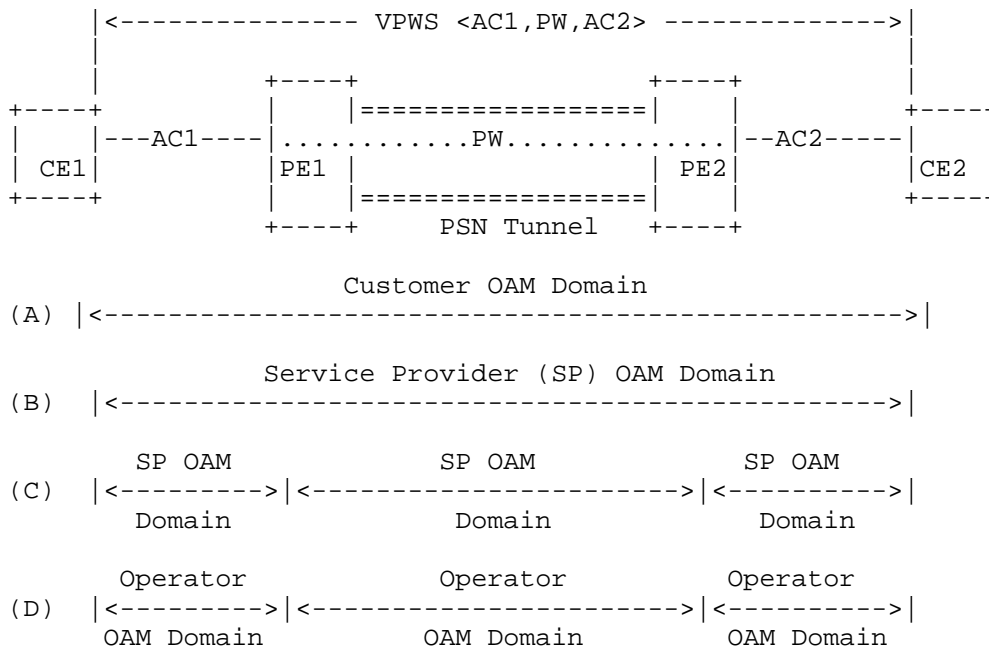 |<--------------- VPWS <AC1,PW,AC2> -------------->|
| |
| +----+ +----+ |
+----+ | |==================| | +----+
| |---AC1----|............PW..............|--AC2-----| |
| CE1| |PE1 | | PE2| |CE2
+----+ | |==================| | +----+
+----+ PSN Tunnel +----+
Customer OAM Domain
(A) |<-------------------------------------------------->|
Service Provider (SP) OAM Domain
(B) |<------------------------------------------------>|
SP OAM SP OAM SP OAM
(C) |<--------->|<----------------------->|<---------->|
Domain Domain Domain
Operator Operator Operator
(D) |<--------->|<------------------------->|<--------->|
OAM Domain OAM Domain OAM Domain